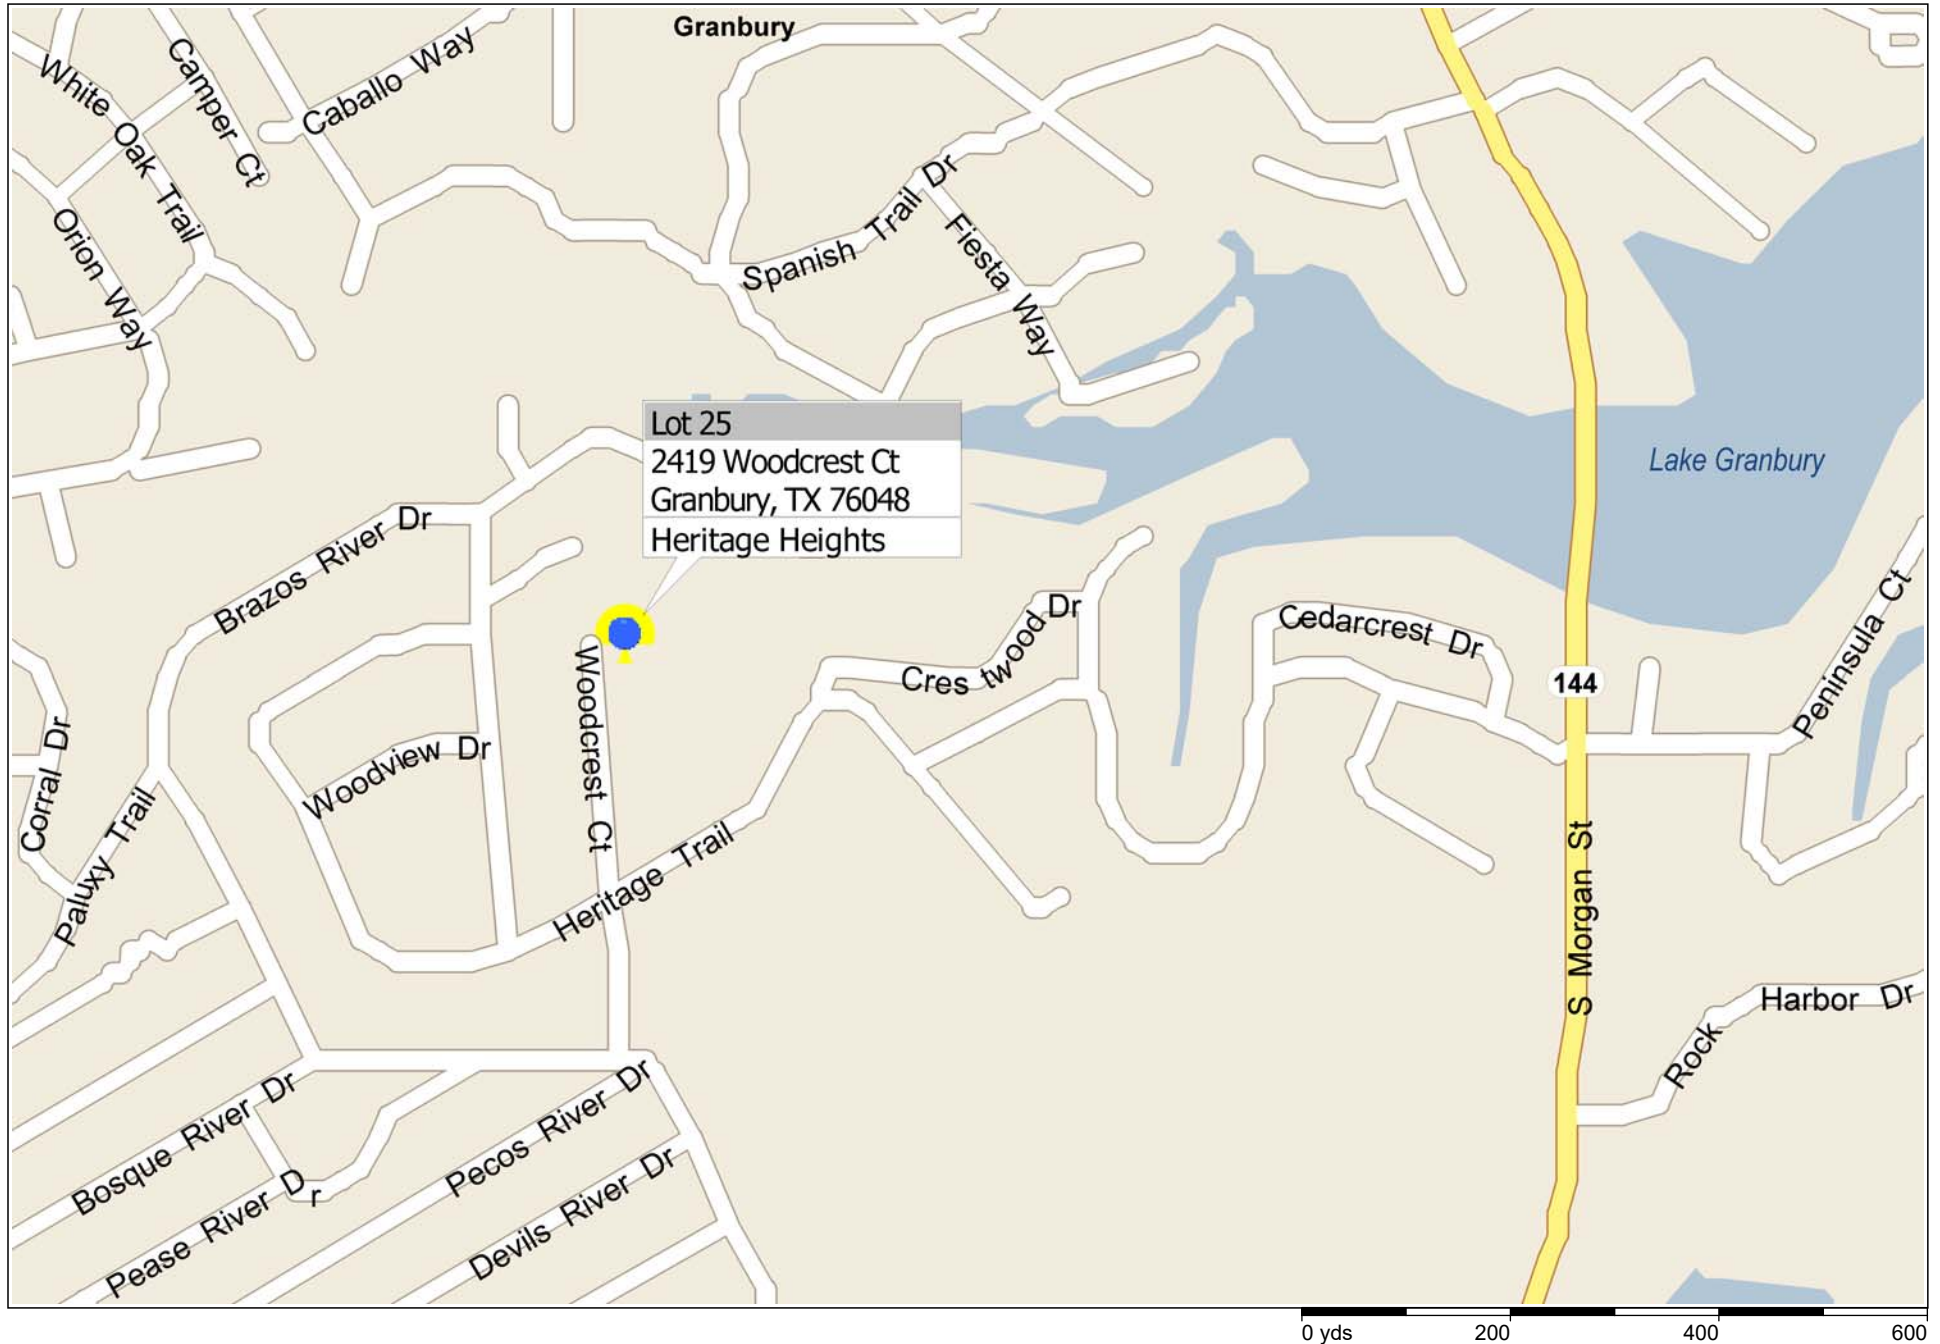 Granbury
White Oak Trail
Camper Ct
Caballo Way
Orion Way
Spanish Trail Dr
Fiesta Way
Lot 25
2419 Woodcrest Ct
Granbury, TX 76048
Heritage Heights
Lake Granbury
Brazos River Dr
Crestwood Dr
Cedarcrest Dr
144
Peninsula Ct
Woodcrest Ct
Woodview Dr
Corral Dr
Paluxy Trail
Heritage Trail
S Morgan St
Rock Harbor Dr
Bosque River Dr
Pease River Dr
Pecos River Dr
Devils River Dr
0 yds 200 400 600